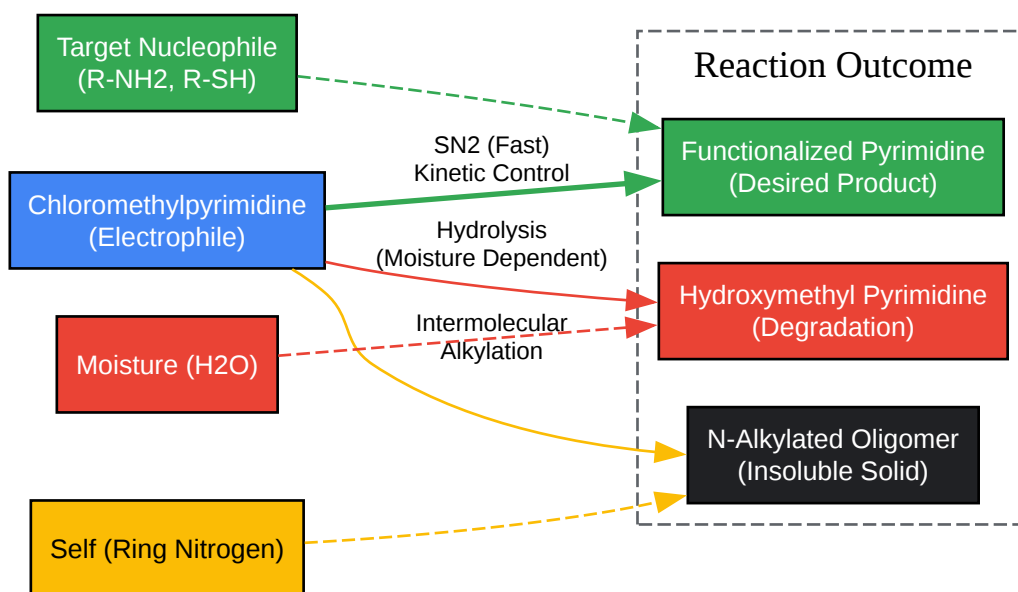 Target Nucleophile
(R-NH2, R-SH)
Reaction Outcome
SN2 (Fast)
Kinetic Control
Functionalized Pyrimidine
(Desired Product)
Chloromethylpyrimidine
(Electrophile)
Hydrolysis
(Moisture Dependent)
Hydroxymethyl Pyrimidine
(Degradation)
Intermolecular
Alkylation
Moisture (H2O)
N-Alkylated Oligomer
(Insoluble Solid)
Self (Ring Nitrogen)